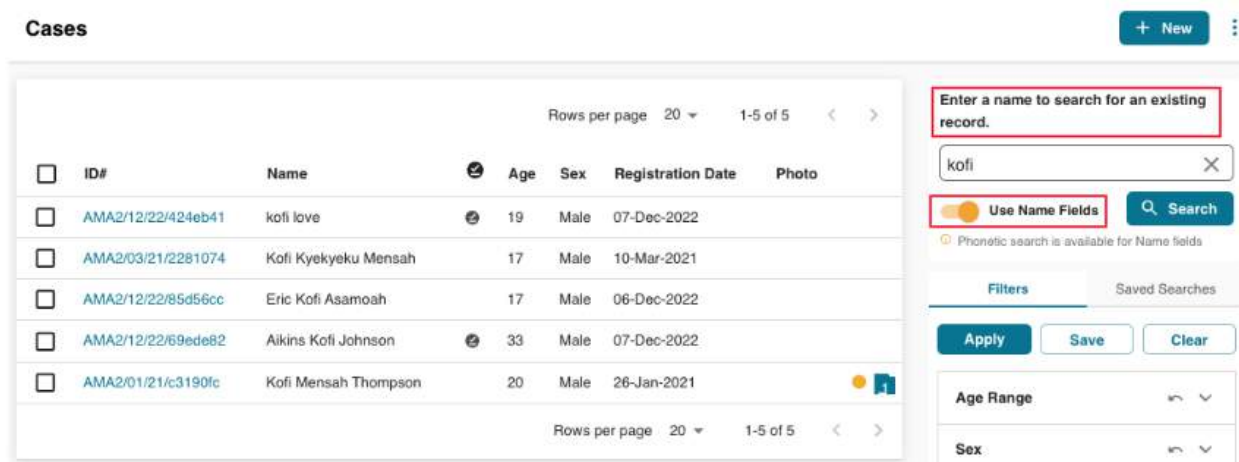 Cases
+ New
Rows per page 20 1-5 of 5
ID# Name Age Sex Registration Date Photo
AMA2/12/22/424eb41 kofi love 19 Male 07-Dec-2022
AMA2/03/21/2281074 Kofi Kyekyeku Mensah 17 Male 10-Mar-2021
AMA2/12/22/85d56cc Eric Kofi Asamoah 17 Male 06-Dec-2022
AMA2/12/22/69ede82 Aikins Kofi Johnson 33 Male 07-Dec-2022
AMA2/01/21/c3190fc Kofi Mensah Thompson 20 Male 26-Jan-2021 1
Rows per page 20 1-5 of 5
Enter a name to search for an existing
record.
kofi
Use Name Fields Search
Phonetic search is available for Name fields
Filters Saved Searches
Apply Save Clear
Age Range
Sex